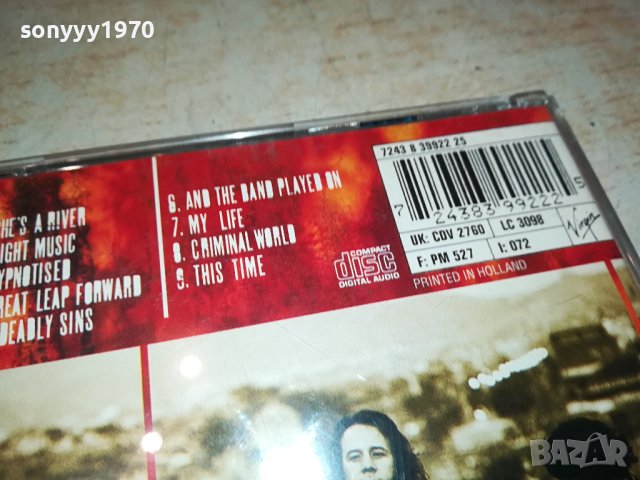 sonyyy1970
HE'S A RIVER
IGHT MUSIC
YPNOTISED
REAT LEAP FORWARD
DEADLY SINS
6. AND THE BAND PLAYED ON
7. MY LIFE
8. CRIMINAL WORLD
9. THIS TIME
COMPACT
disc
DIGITAL AUDIO
7243 8 39922 25
7 24383 99222 5
UK: CDV 2760
LC 3098
F: PM 527
I: 072
Virgin
PRINTED IN HOLLAND
BAZAR